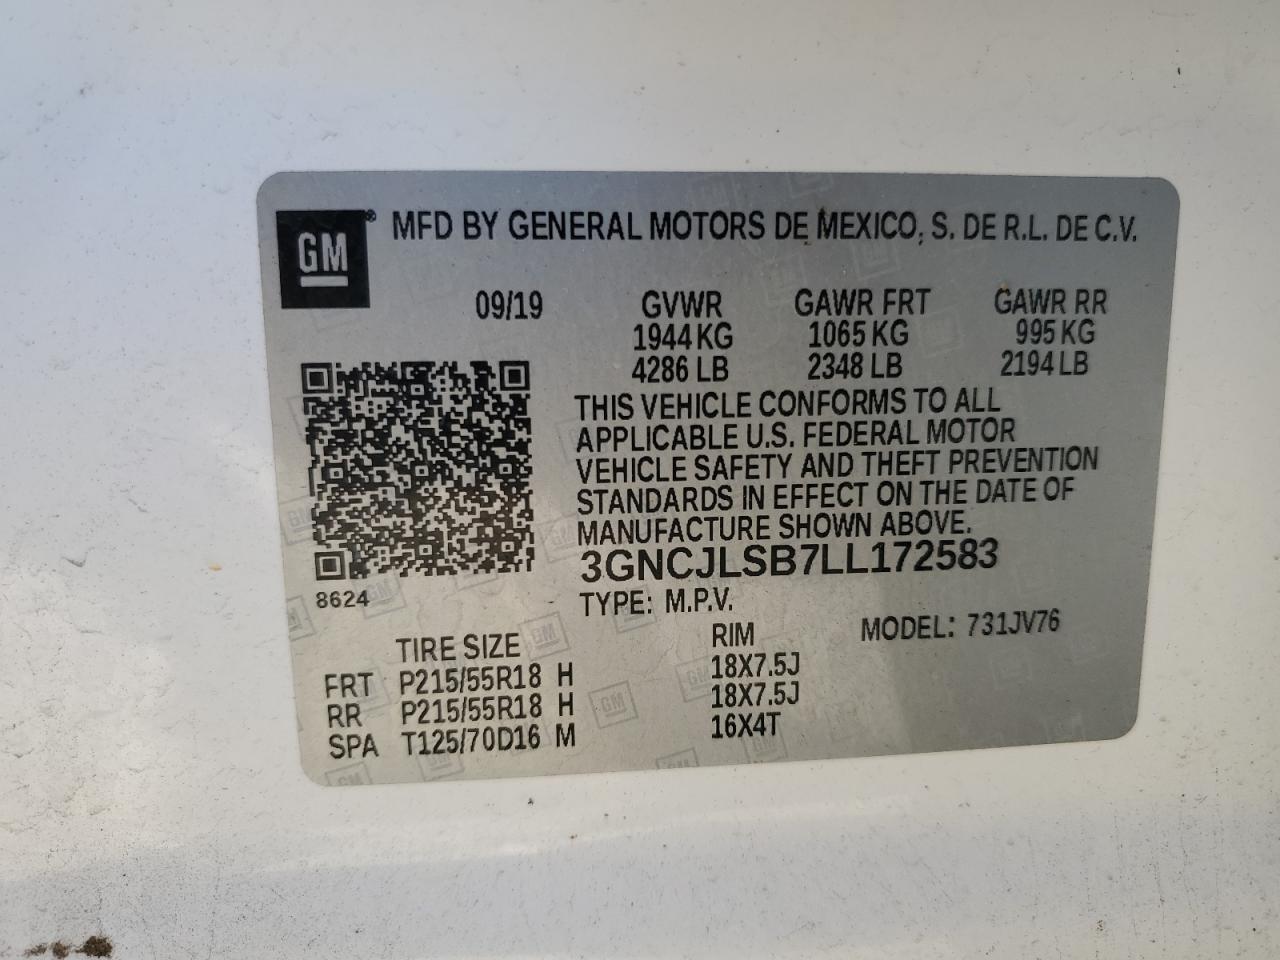 GM® MFD BY GENERAL MOTORS DE MEXICO, S. DE R.L. DE C.V.
09/19 GVWR GAWR FRT GAWR RR
1944 KG 1065 KG 995 KG
4286 LB 2348 LB 2194 LB
THIS VEHICLE CONFORMS TO ALL
APPLICABLE U.S. FEDERAL MOTOR
VEHICLE SAFETY AND THEFT PREVENTION
STANDARDS IN EFFECT ON THE DATE OF
MANUFACTURE SHOWN ABOVE.
3GNCJLSB7LL172583
8624
TYPE: M.P.V. MODEL: 731JV76
TIRE SIZE RIM
FRT P215/55R18 H 18X7.5J
RR P215/55R18 H 18X7.5J
SPA T125/70D16 M 16X4T